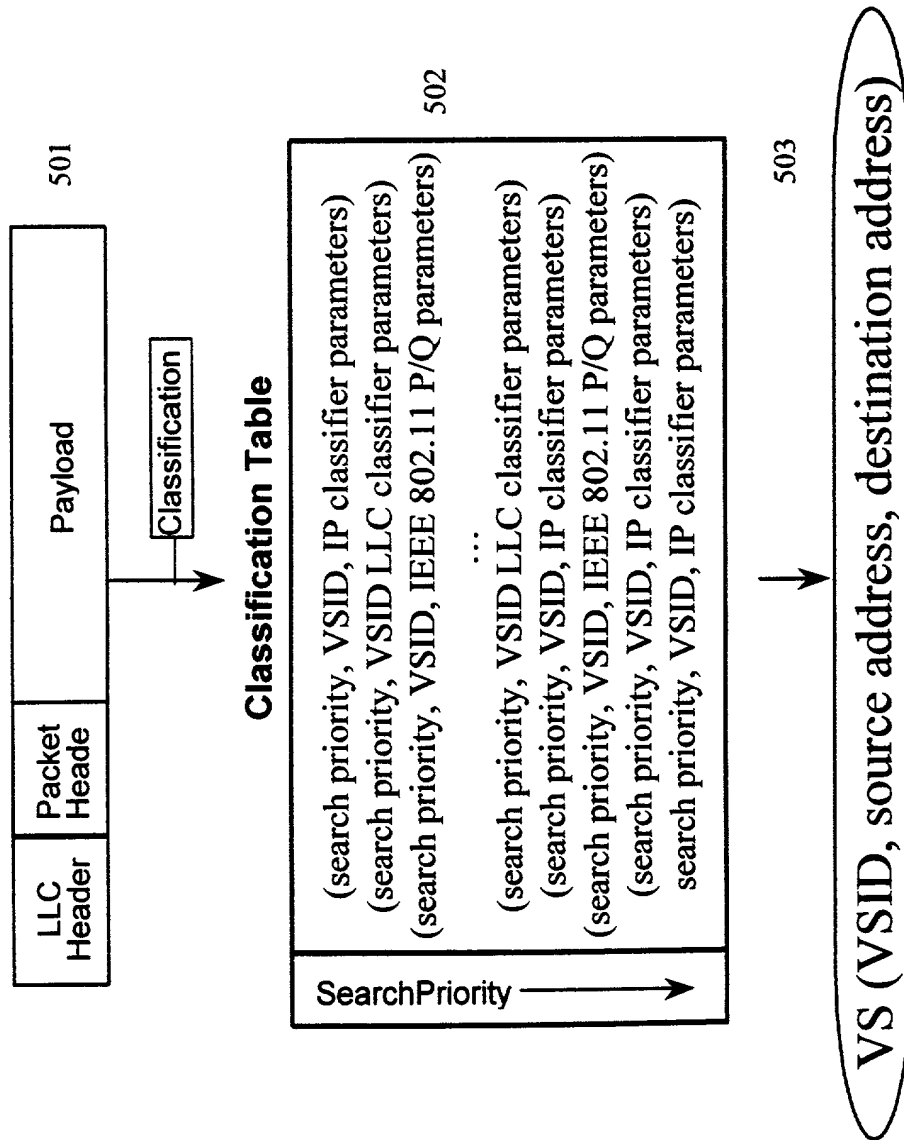 LLC
Header
Packet
Heade
Payload
501
Classification
Classification Table
SearchPriority
(search priority, VSID, IP classifier parameters)
(search priority, VSID LLC classifier parameters)
(search priority, VSID, IEEE 802.11 P/Q parameters)
...
(search priority, VSID LLC classifier parameters)
(search priority, VSID, IP classifier parameters)
(search priority, VSID, IEEE 802.11 P/Q parameters)
(search priority, VSID, IP classifier parameters)
search priority, VSID, IP classifier parameters)
502
503
VS (VSID, source address, destination address)